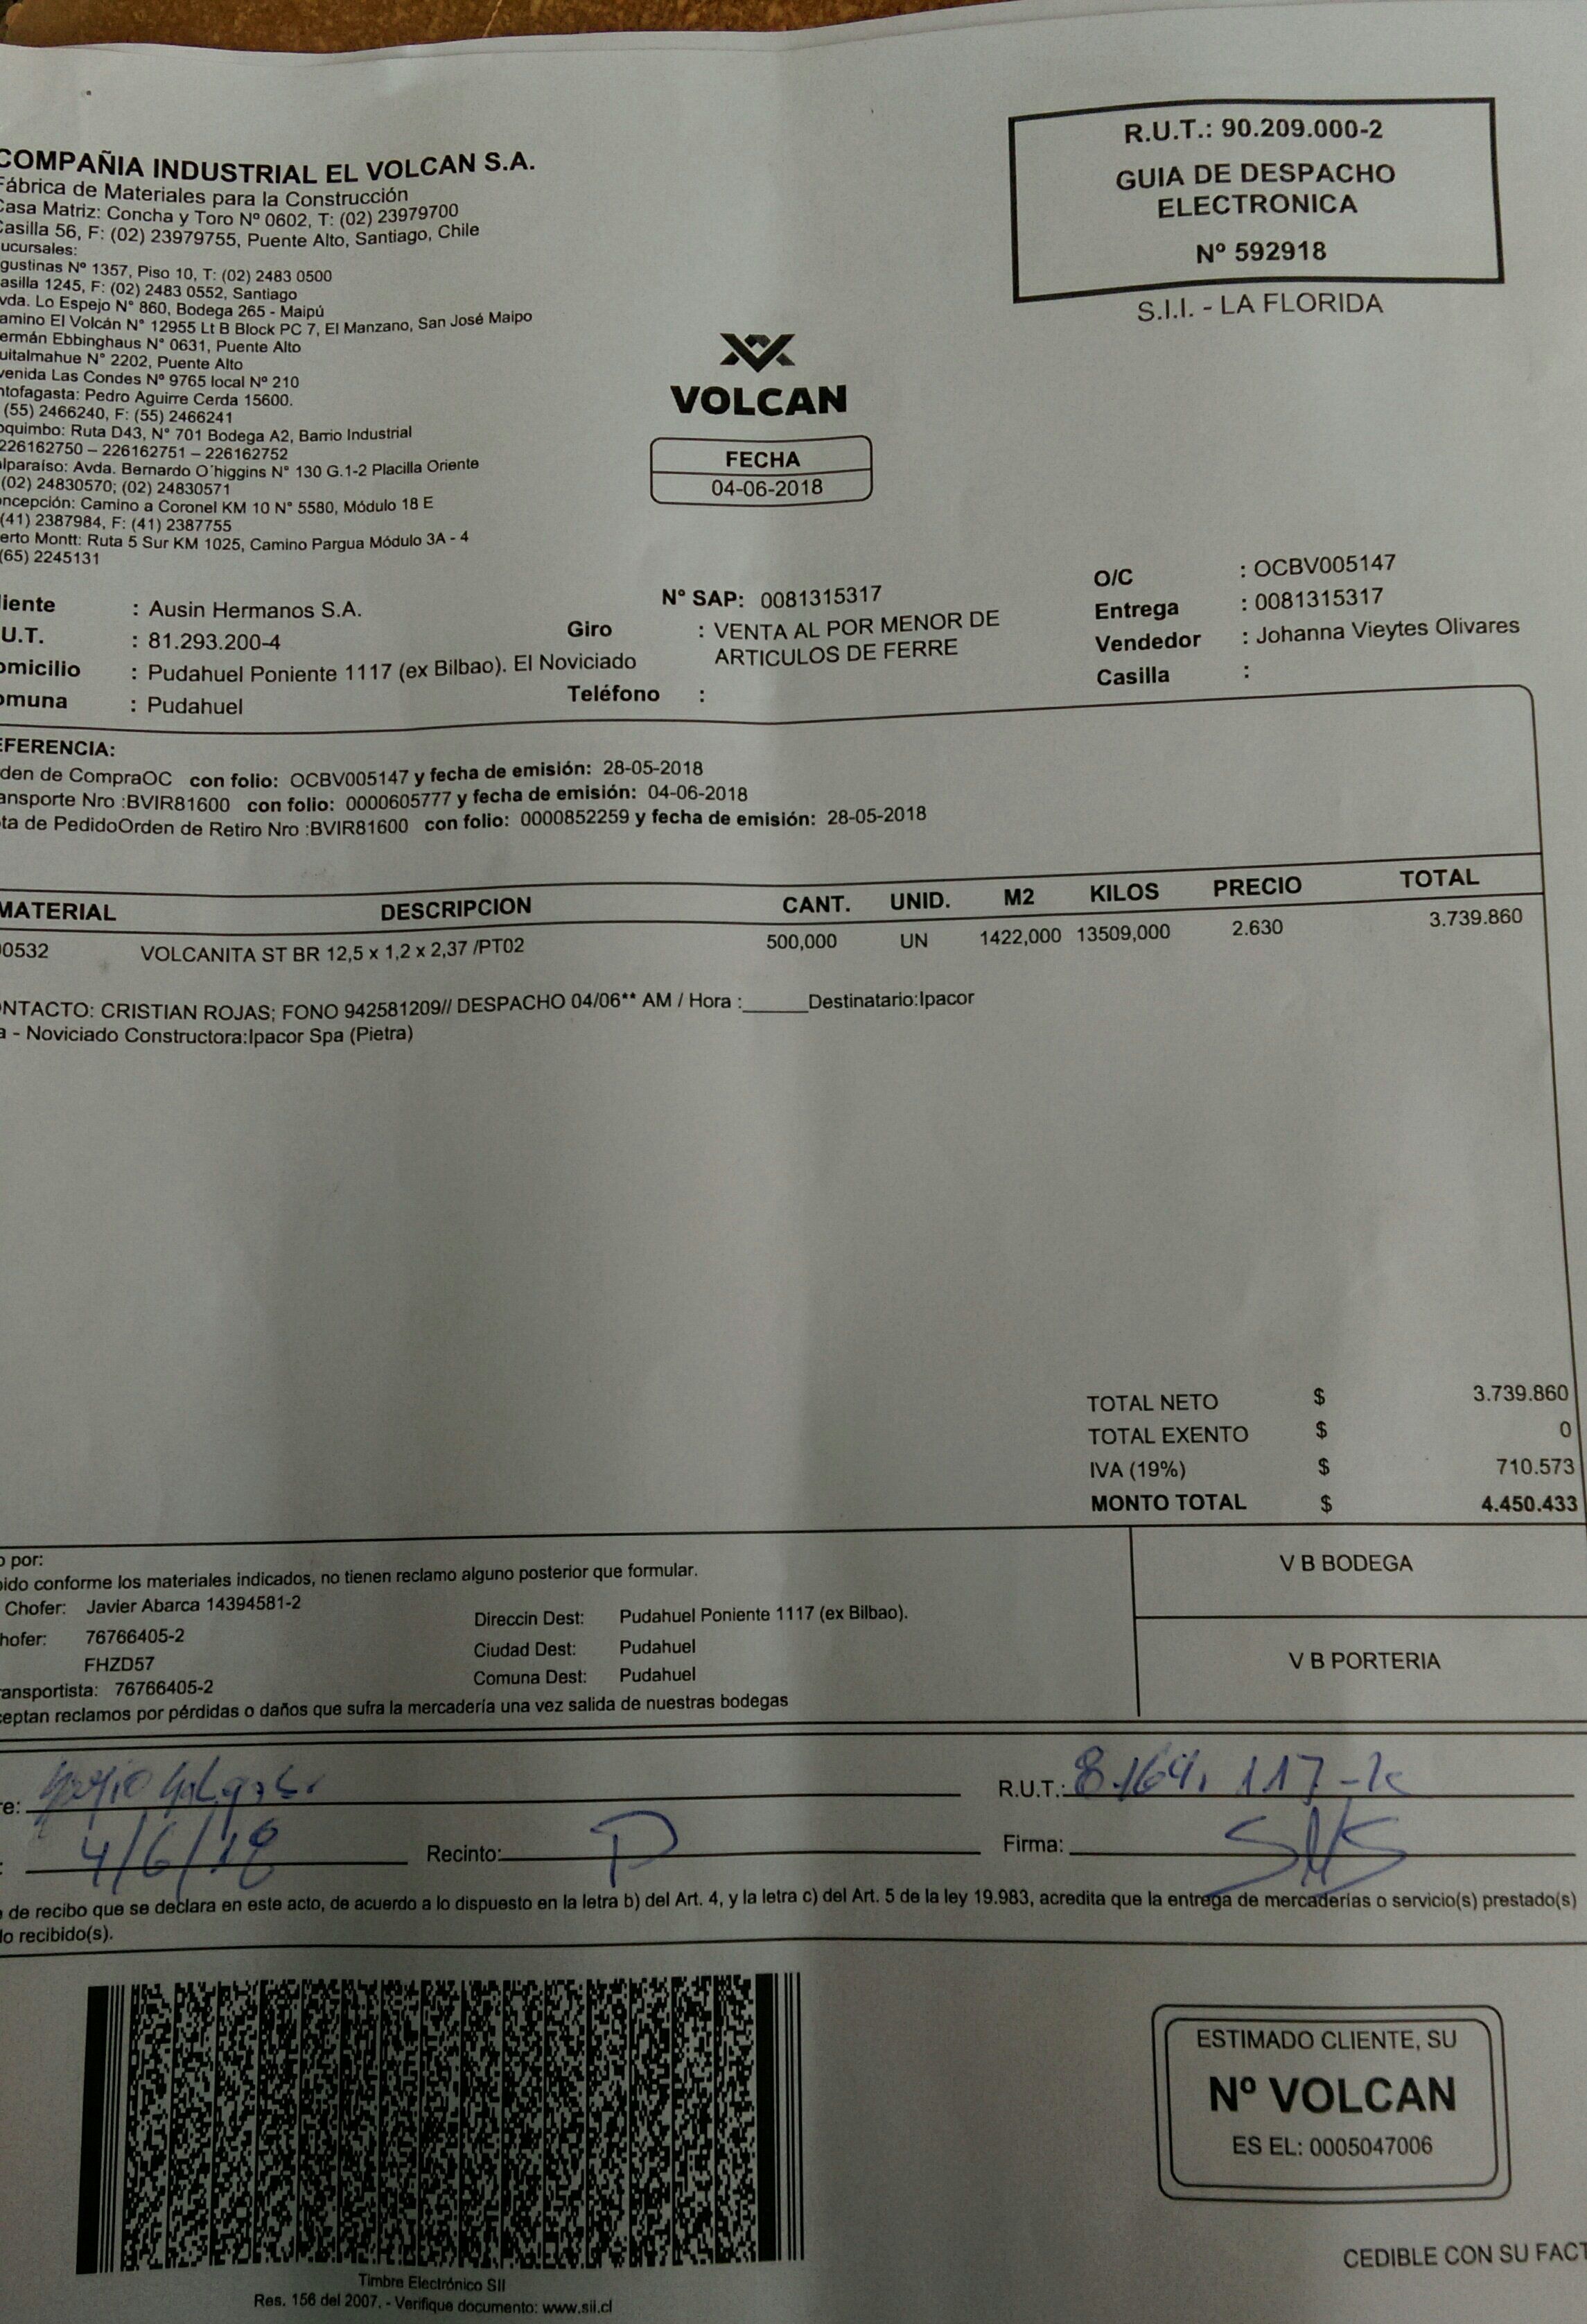 R.U.T.: 90.209.000-2
GUIA DE DESPACHO
ELECTRONICA
Nº 592918
S.I.I. - LA FLORIDA
COMPAÑIA INDUSTRIAL EL VOLCAN S.A.
Fábrica de Materiales para la Construcción
Casa Matriz: Concha y Toro Nº 0602, T: (02) 23979700
Casilla 56, F: (02) 23979755, Puente Alto, Santiago, Chile
ucursales:
gustinas Nº 1357, Piso 10, T: (02) 2483 0500
asilla 1245, F: (02) 2483 0552, Santiago
vda. Lo Espejo N° 860, Bodega 265 - Maipú
amino El Volcán N° 12955 Lt B Block PC 7, El Manzano, San José Maipo
ermán Ebbinghaus N° 0631, Puente Alto
uitalmahue N° 2202, Puente Alto
venida Las Condes Nº 9765 local Nº 210
ntofagasta: Pedro Aguirre Cerda 15600.
(55) 2466240, F: (55) 2466241
oquimbo: Ruta D43, N° 701 Bodega A2, Barrio Industrial
226162750 – 226162751 – 226162752
alparaíso: Avda. Bernardo O´higgins N° 130 G.1-2 Placilla Oriente
(02) 24830570; (02) 24830571
oncepción: Camino a Coronel KM 10 N° 5580, Módulo 18 E
(41) 2387984, F: (41) 2387755
erto Montt: Ruta 5 Sur KM 1025, Camino Pargua Módulo 3A - 4
(65) 2245131
VOLCAN
FECHA
04-06-2018
liente : Ausin Hermanos S.A.
U.T. : 81.293.200-4
omicilio : Pudahuel Poniente 1117 (ex Bilbao). El Noviciado
omuna : Pudahuel
N° SAP: 0081315317
Giro : VENTA AL POR MENOR DE
ARTICULOS DE FERRE
Teléfono :
O/C : OCBV005147
Entrega : 0081315317
Vendedor : Johanna Vieytes Olivares
Casilla :
EFERENCIA:
den de CompraOC con folio: OCBV005147 y fecha de emisión: 28-05-2018
ansporte Nro :BVIR81600 con folio: 0000605777 y fecha de emisión: 04-06-2018
ta de PedidoOrden de Retiro Nro :BVIR81600 con folio: 0000852259 y fecha de emisión: 28-05-2018
MATERIAL DESCRIPCION CANT. UNID. M2 KILOS PRECIO TOTAL
00532 VOLCANITA ST BR 12,5 x 1,2 x 2,37 /PT02 500,000 UN 1422,000 13509,000 2.630 3.739.860
ONTACTO: CRISTIAN ROJAS; FONO 942581209// DESPACHO 04/06** AM / Hora :______Destinatario:Ipacor
a - Noviciado Constructora:Ipacor Spa (Pietra)
TOTAL NETO $ 3.739.860
TOTAL EXENTO $ 0
IVA (19%) $ 710.573
MONTO TOTAL $ 4.450.433
o por:
bido conforme los materiales indicados, no tienen reclamo alguno posterior que formular.
Chofer: Javier Abarca 14394581-2
hofer: 76766405-2
FHZD57
ansportista: 76766405-2
Direccin Dest: Pudahuel Poniente 1117 (ex Bilbao).
Ciudad Dest: Pudahuel
Comuna Dest: Pudahuel
V B BODEGA
V B PORTERIA
ceptan reclamos por pérdidas o daños que sufra la mercadería una vez salida de nuestras bodegas
re: R.U.T.: 8.164.117-k
: 4/6/18 Recinto: P Firma:
de recibo que se declara en este acto, de acuerdo a lo dispuesto en la letra b) del Art. 4, y la letra c) del Art. 5 de la ley 19.983, acredita que la entrega de mercaderías o servicio(s) prestado(s)
lo recibido(s).
Timbre Electrónico SII
Res. 156 del 2007. - Verifique documento: www.sii.cl
ESTIMADO CLIENTE, SU
Nº VOLCAN
ES EL: 0005047006
CEDIBLE CON SU FACT